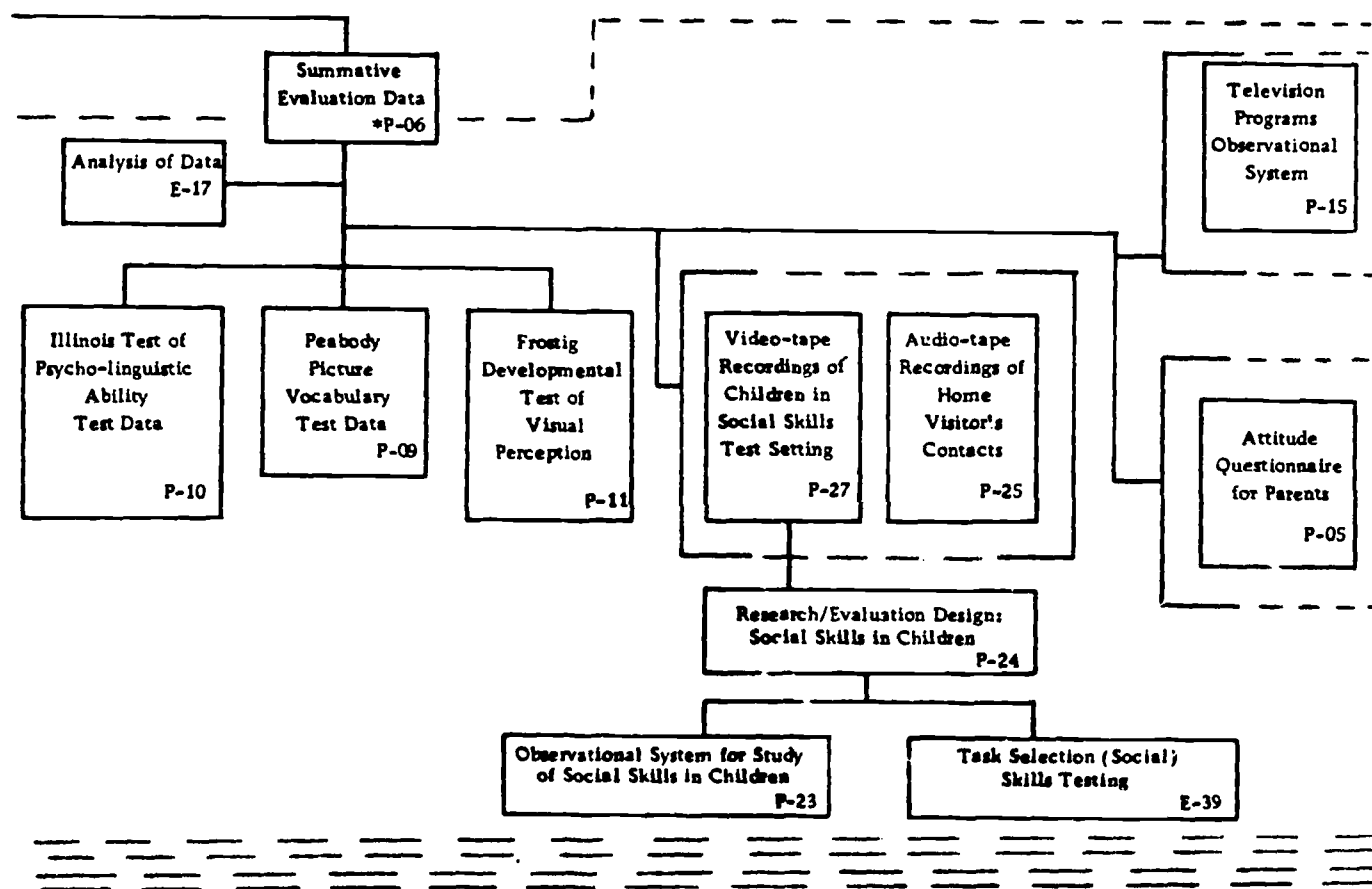 Summative
Evaluation Data
*P-06
Analysis of Data
E-17
Television
Programs
Observational
System
P-15
Illinois Test of
Psycho-linguistic
Ability
Test Data
P-10
Peabody
Picture
Vocabulary
Test Data
P-09
Frostig
Developmental
Test of
Visual
Perception
P-11
Video-tape
Recordings of
Children in
Social Skills
Test Setting
P-27
Audio-tape
Recordings of
Home
Visitor's
Contacts
P-25
Attitude
Questionnaire
for Parents
P-05
Research/Evaluation Design:
Social Skills in Children
P-24
Observational System for Study
of Social Skills in Children
P-23
Task Selection (Social)
Skills Testing
E-39